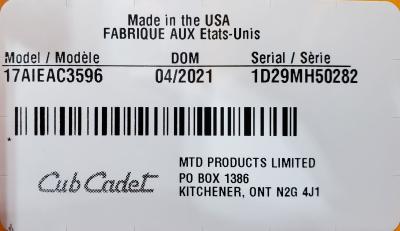 Made in the USA
FABRIQUE AUX Etats-Unis
Model / Modèle DOM Serial / Sèrie
17AIEAC3596 04/2021 1D29MH50282
Cub Cadet
MTD PRODUCTS LIMITED
PO BOX 1386
KITCHENER, ONT N2G 4J1